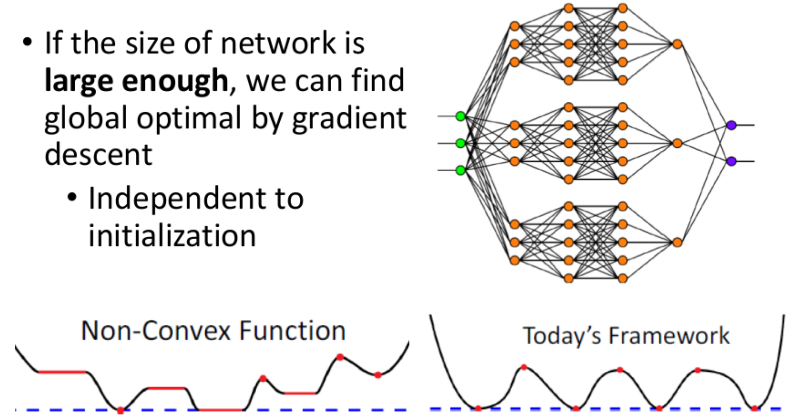 • If the size of network is
large enough, we can find
global optimal by gradient
descent
• Independent to
initialization
Non-Convex Function
Today's Framework